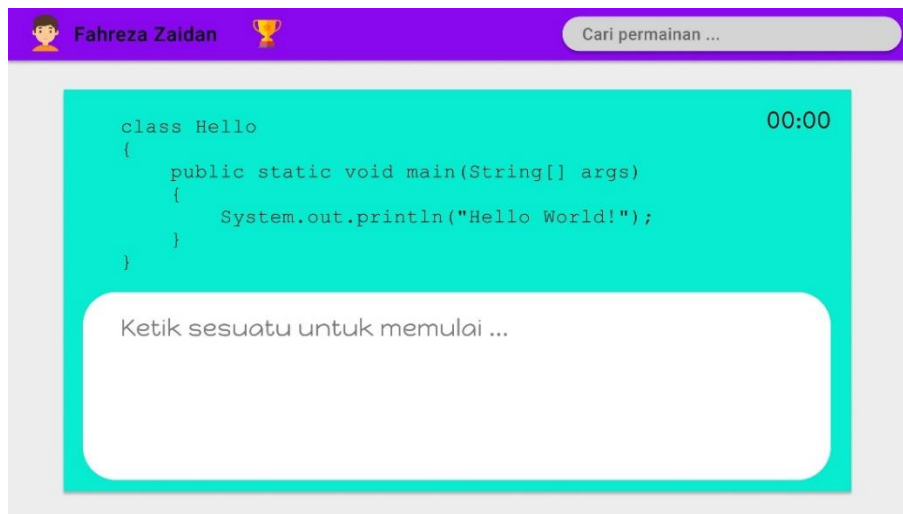 Fahreza Zaidan
Cari permainan ...
00:00
class Hello
{
    public static void main(String[] args)
    {
        System.out.println("Hello World!");
    }
}
Ketik sesuatu untuk memulai ...